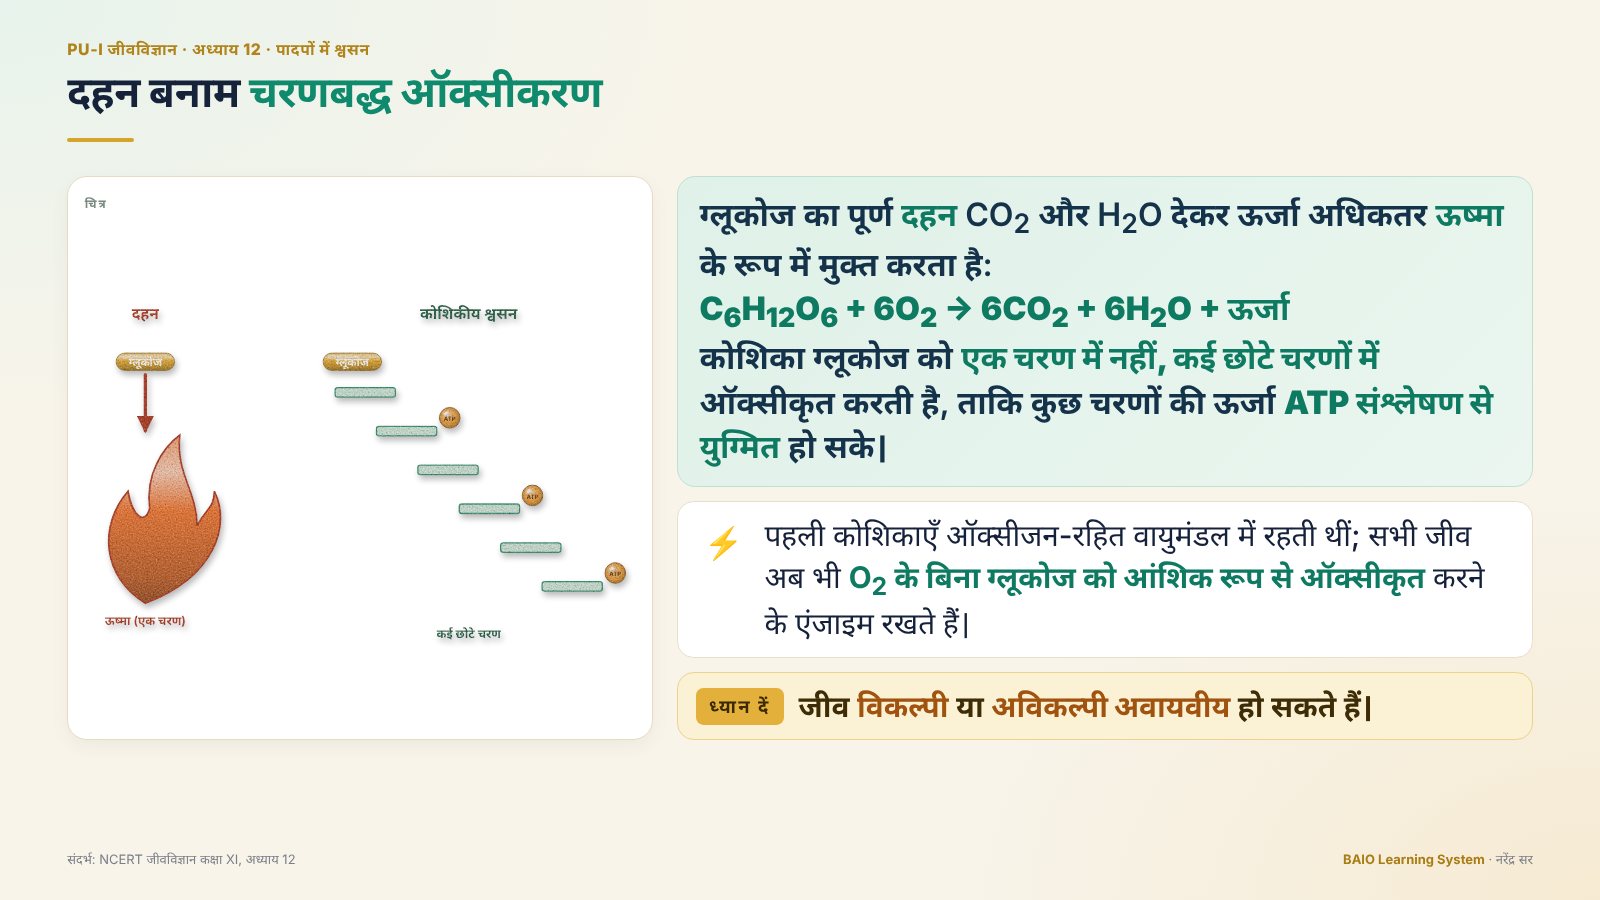 PU-I जीवविज्ञान · अध्याय 12 · पादपों में श्वसन
दहन बनाम चरणबद्ध ऑक्सीकरण
चित्र
दहन
ग्लूकोज
ऊष्मा (एक चरण)
कोशिकीय श्वसन
ग्लूकोज
ATP
ATP
ATP
कई छोटे चरण
ग्लूकोज का पूर्ण दहन CO₂ और H₂O देकर ऊर्जा अधिकतर ऊष्मा
के रूप में मुक्त करता है:
C₆H₁₂O₆ + 6O₂ → 6CO₂ + 6H₂O + ऊर्जा
कोशिका ग्लूकोज को एक चरण में नहीं, कई छोटे चरणों में
ऑक्सीकृत करती है, ताकि कुछ चरणों की ऊर्जा ATP संश्लेषण से
युग्मित हो सके|
⚡ पहली कोशिकाएँ ऑक्सीजन-रहित वायुमंडल में रहती थीं; सभी जीव
अब भी O₂ के बिना ग्लूकोज को आंशिक रूप से ऑक्सीकृत करने
के एंजाइम रखते हैं|
ध्यान दें जीव विकल्पी या अविकल्पी अवायवीय हो सकते हैं|
संदर्भ: NCERT जीवविज्ञान कक्षा XI, अध्याय 12
BAIO Learning System · नरेंद्र सर